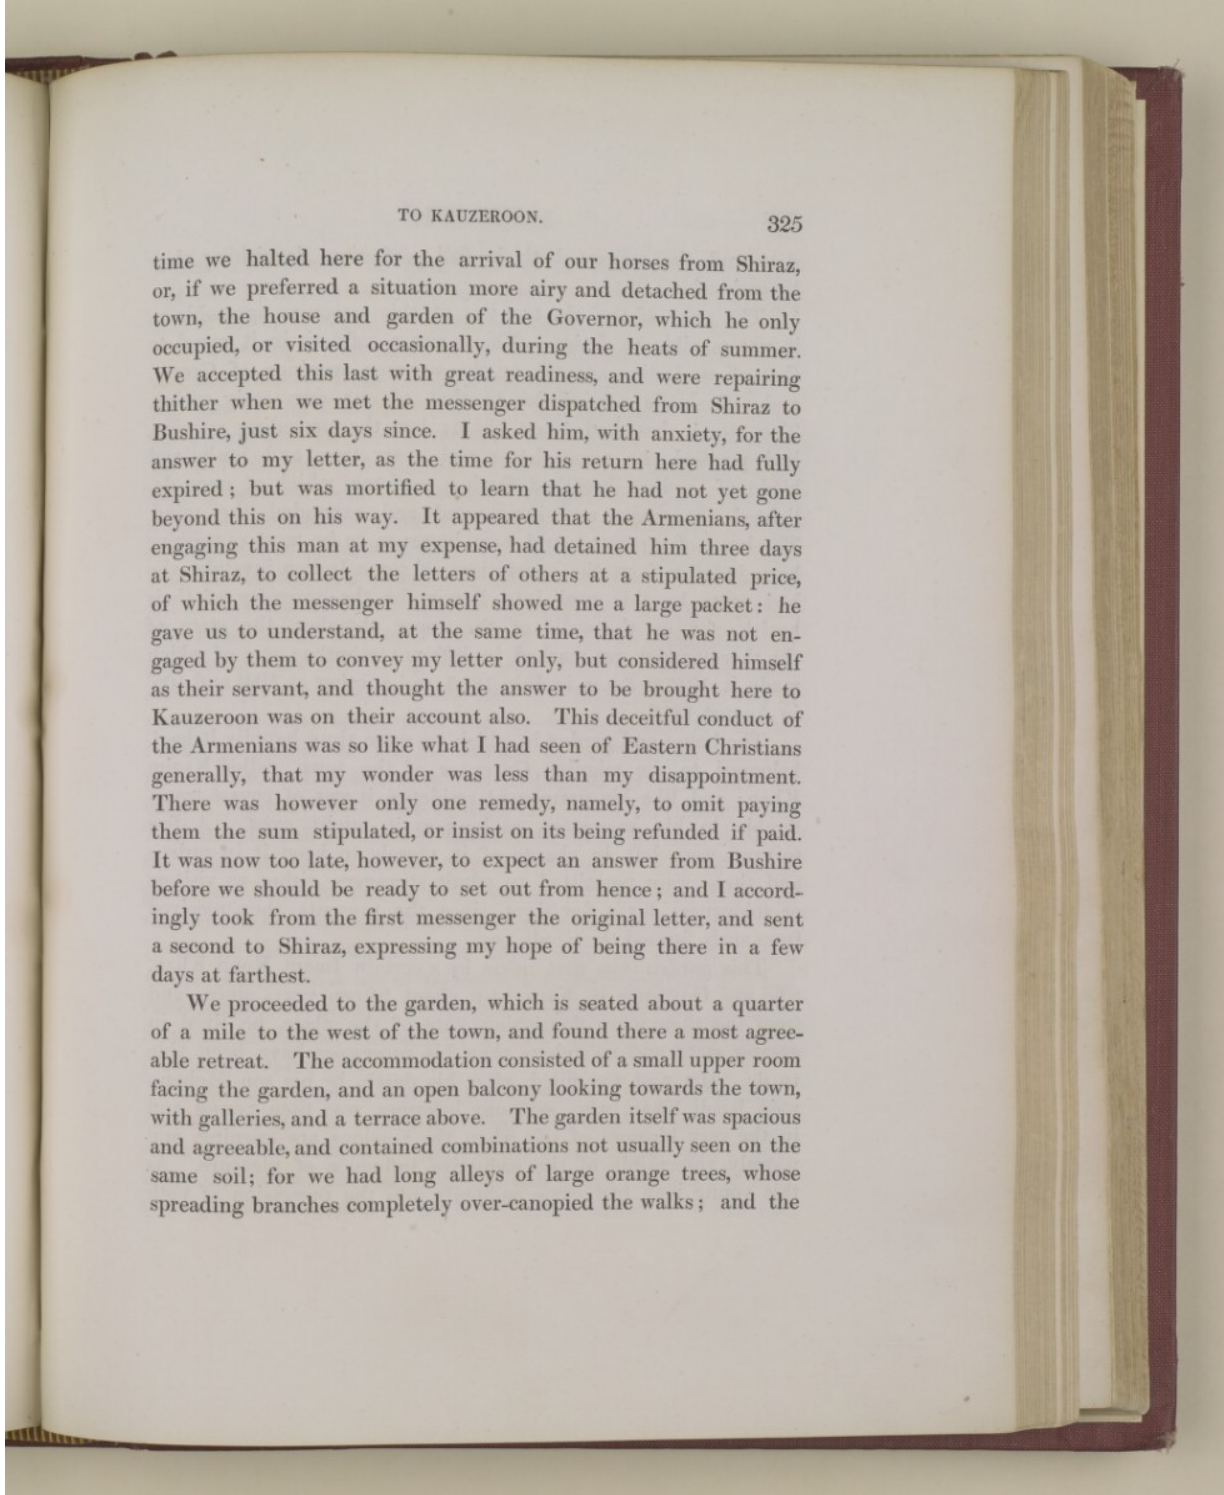 TO KAUZEROON.
325
time we halted here for the arrival of our horses from Shiraz,
or, if we preferred a situation more airy and detached from the
town, the house and garden of the Governor, which he only
occupied, or visited occasionally, during the heats of summer.
We accepted this last with great readiness, and were repairing
thither when we met the messenger dispatched from Shiraz to
Bushire, just six days since. I asked him, with anxiety, for the
answer to my letter, as the time for his return here had fully
expired; but was mortified to learn that he had not yet gone
beyond this on his way. It appeared that the Armenians, after
engaging this man at my expense, had detained him three days
at Shiraz, to collect the letters of others at a stipulated price,
of which the messenger himself showed me a large packet: he
gave us to understand, at the same time, that he was not en-
gaged by them to convey my letter only, but considered himself
as their servant, and thought the answer to be brought here to
Kauzeroon was on their account also. This deceitful conduct of
the Armenians was so like what I had seen of Eastern Christians
generally, that my wonder was less than my disappointment.
There was however only one remedy, namely, to omit paying
them the sum stipulated, or insist on its being refunded if paid.
It was now too late, however, to expect an answer from Bushire
before we should be ready to set out from hence; and I accord-
ingly took from the first messenger the original letter, and sent
a second to Shiraz, expressing my hope of being there in a few
days at farthest.
We proceeded to the garden, which is seated about a quarter
of a mile to the west of the town, and found there a most agree-
able retreat. The accommodation consisted of a small upper room
facing the garden, and an open balcony looking towards the town,
with galleries, and a terrace above. The garden itself was spacious
and agreeable, and contained combinations not usually seen on the
same soil; for we had long alleys of large orange trees, whose
spreading branches completely over-canopied the walks; and the